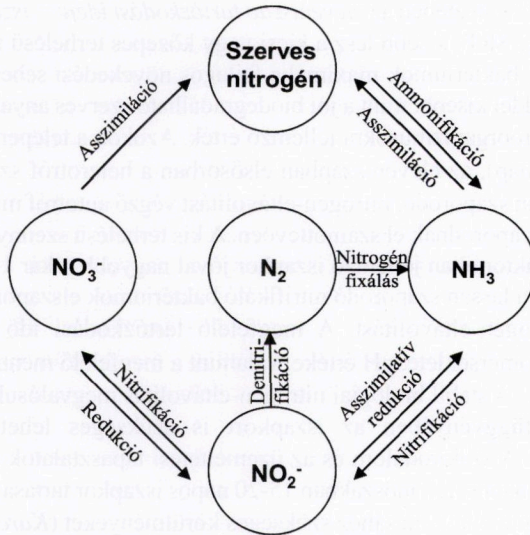 Szerves
nitrogén
Asszimiláció
Ammonifikáció
Asszimiláció
NO₃⁻
N₂
Nitrogén
fixálás
NH₃
Nitrifikáció
Redukció
Denitri-
fikáció
Asszimilatív
redukció
Nitrifikáció
NO₂⁻